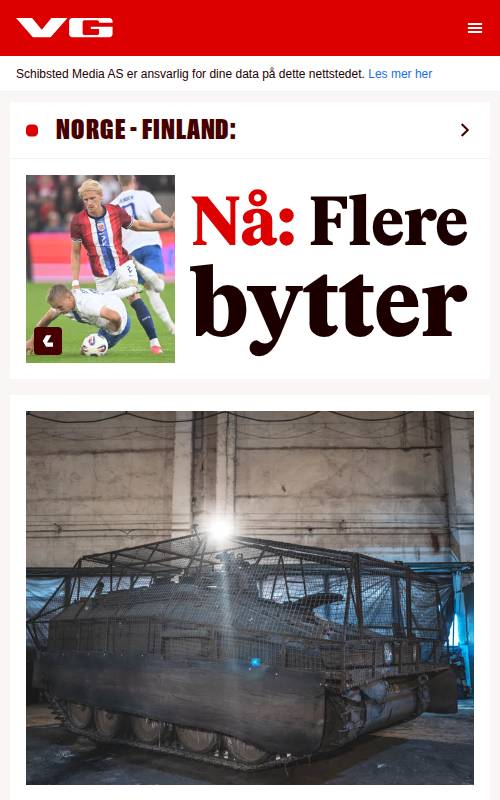 VG
Schibsted Media AS er ansvarlig for dine data på dette nettstedet. Les mer her
NORGE - FINLAND:
Nå: Flere
bytter